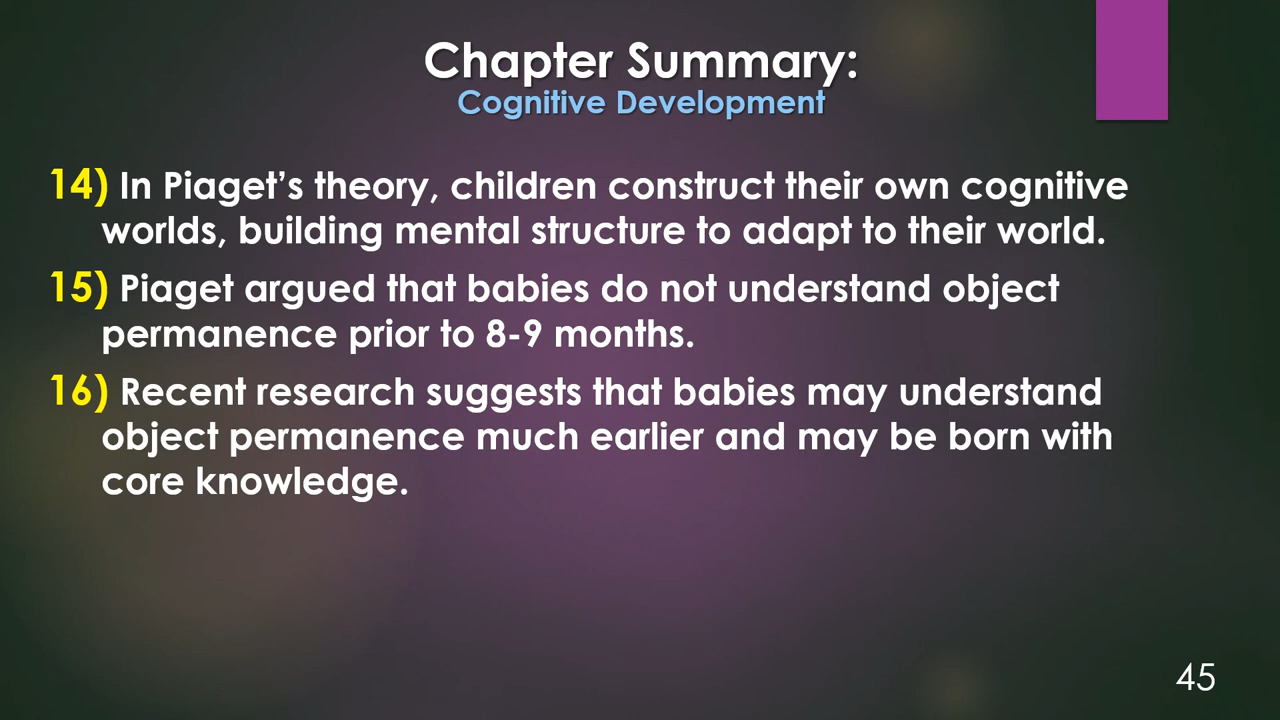 Chapter Summary:
Cognitive Development
14) In Piaget’s theory, children construct their own cognitive
worlds, building mental structure to adapt to their world.
15) Piaget argued that babies do not understand object
permanence prior to 8-9 months.
16) Recent research suggests that babies may understand
object permanence much earlier and may be born with
core knowledge.
45